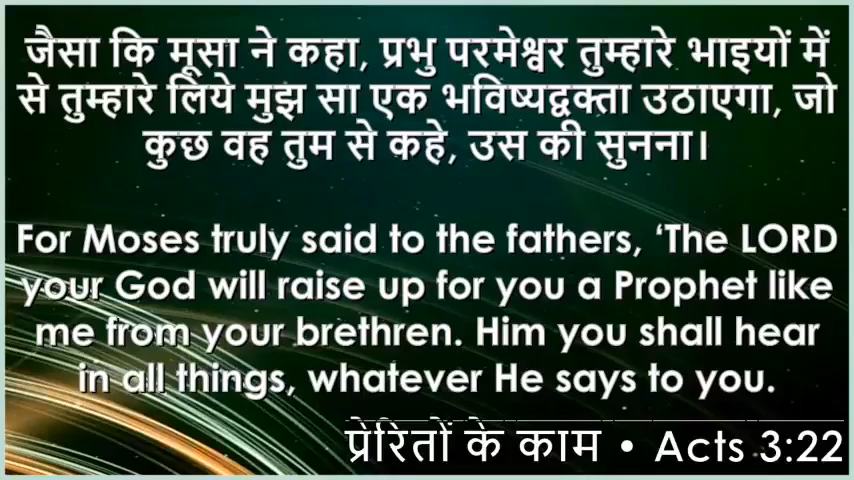 जैसा कि मूसा ने कहा, प्रभु परमेश्वर तुम्हारे भाइयों में
से तुम्हारे लिये मुझ सा एक भविष्यद्वक्ता उठाएगा, जो
कुछ वह तुम से कहे, उस की सुनना।
For Moses truly said to the fathers, ‘The LORD
your God will raise up for you a Prophet like
me from your brethren. Him you shall hear
in all things, whatever He says to you.
प्रेरितों के काम • Acts 3:22